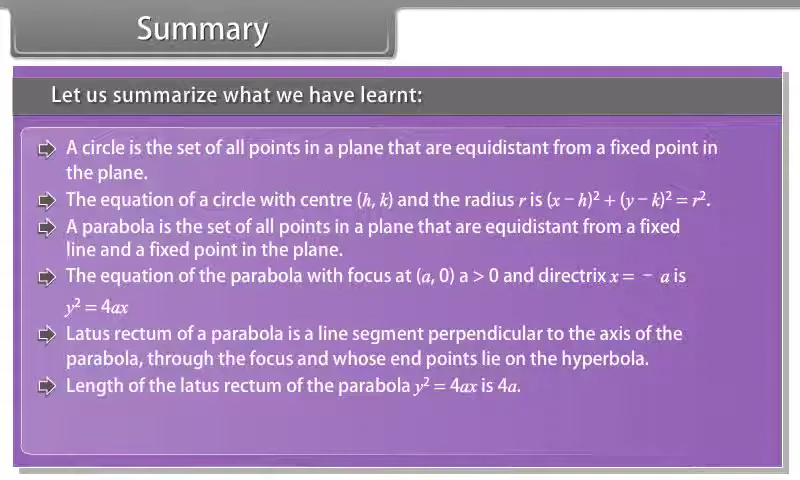 Summary
Let us summarize what we have learnt:
A circle is the set of all points in a plane that are equidistant from a fixed point in
the plane.
The equation of a circle with centre (h, k) and the radius r is (x − h)² + (y − k)² = r².
A parabola is the set of all points in a plane that are equidistant from a fixed
line and a fixed point in the plane.
The equation of the parabola with focus at (a, 0) a > 0 and directrix x = − a is
y² = 4ax
Latus rectum of a parabola is a line segment perpendicular to the axis of the
parabola, through the focus and whose end points lie on the hyperbola.
Length of the latus rectum of the parabola y² = 4ax is 4a.